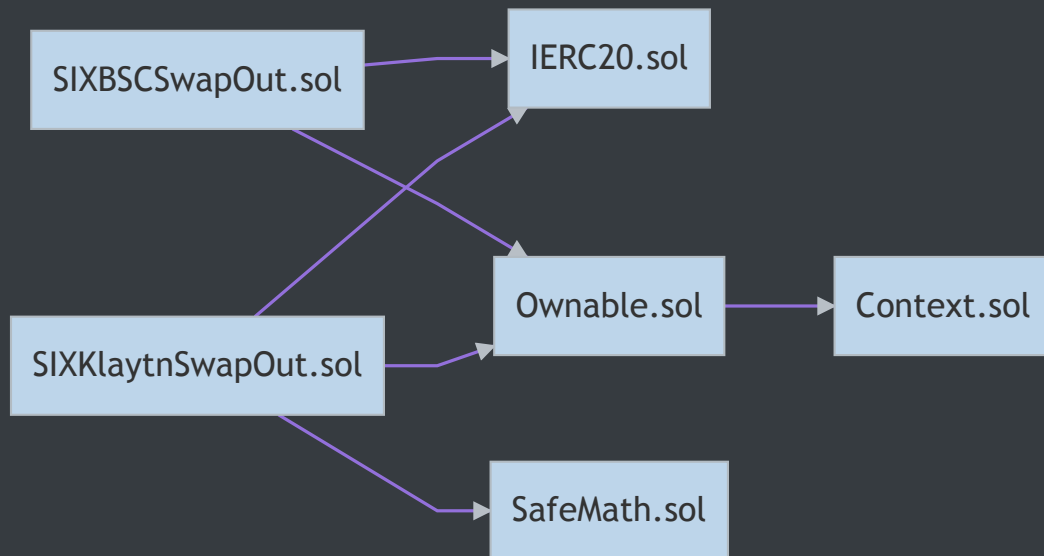 SIXBSCSwapOut.sol
IERC20.sol
Ownable.sol
Context.sol
SIXKlaytnSwapOut.sol
SafeMath.sol